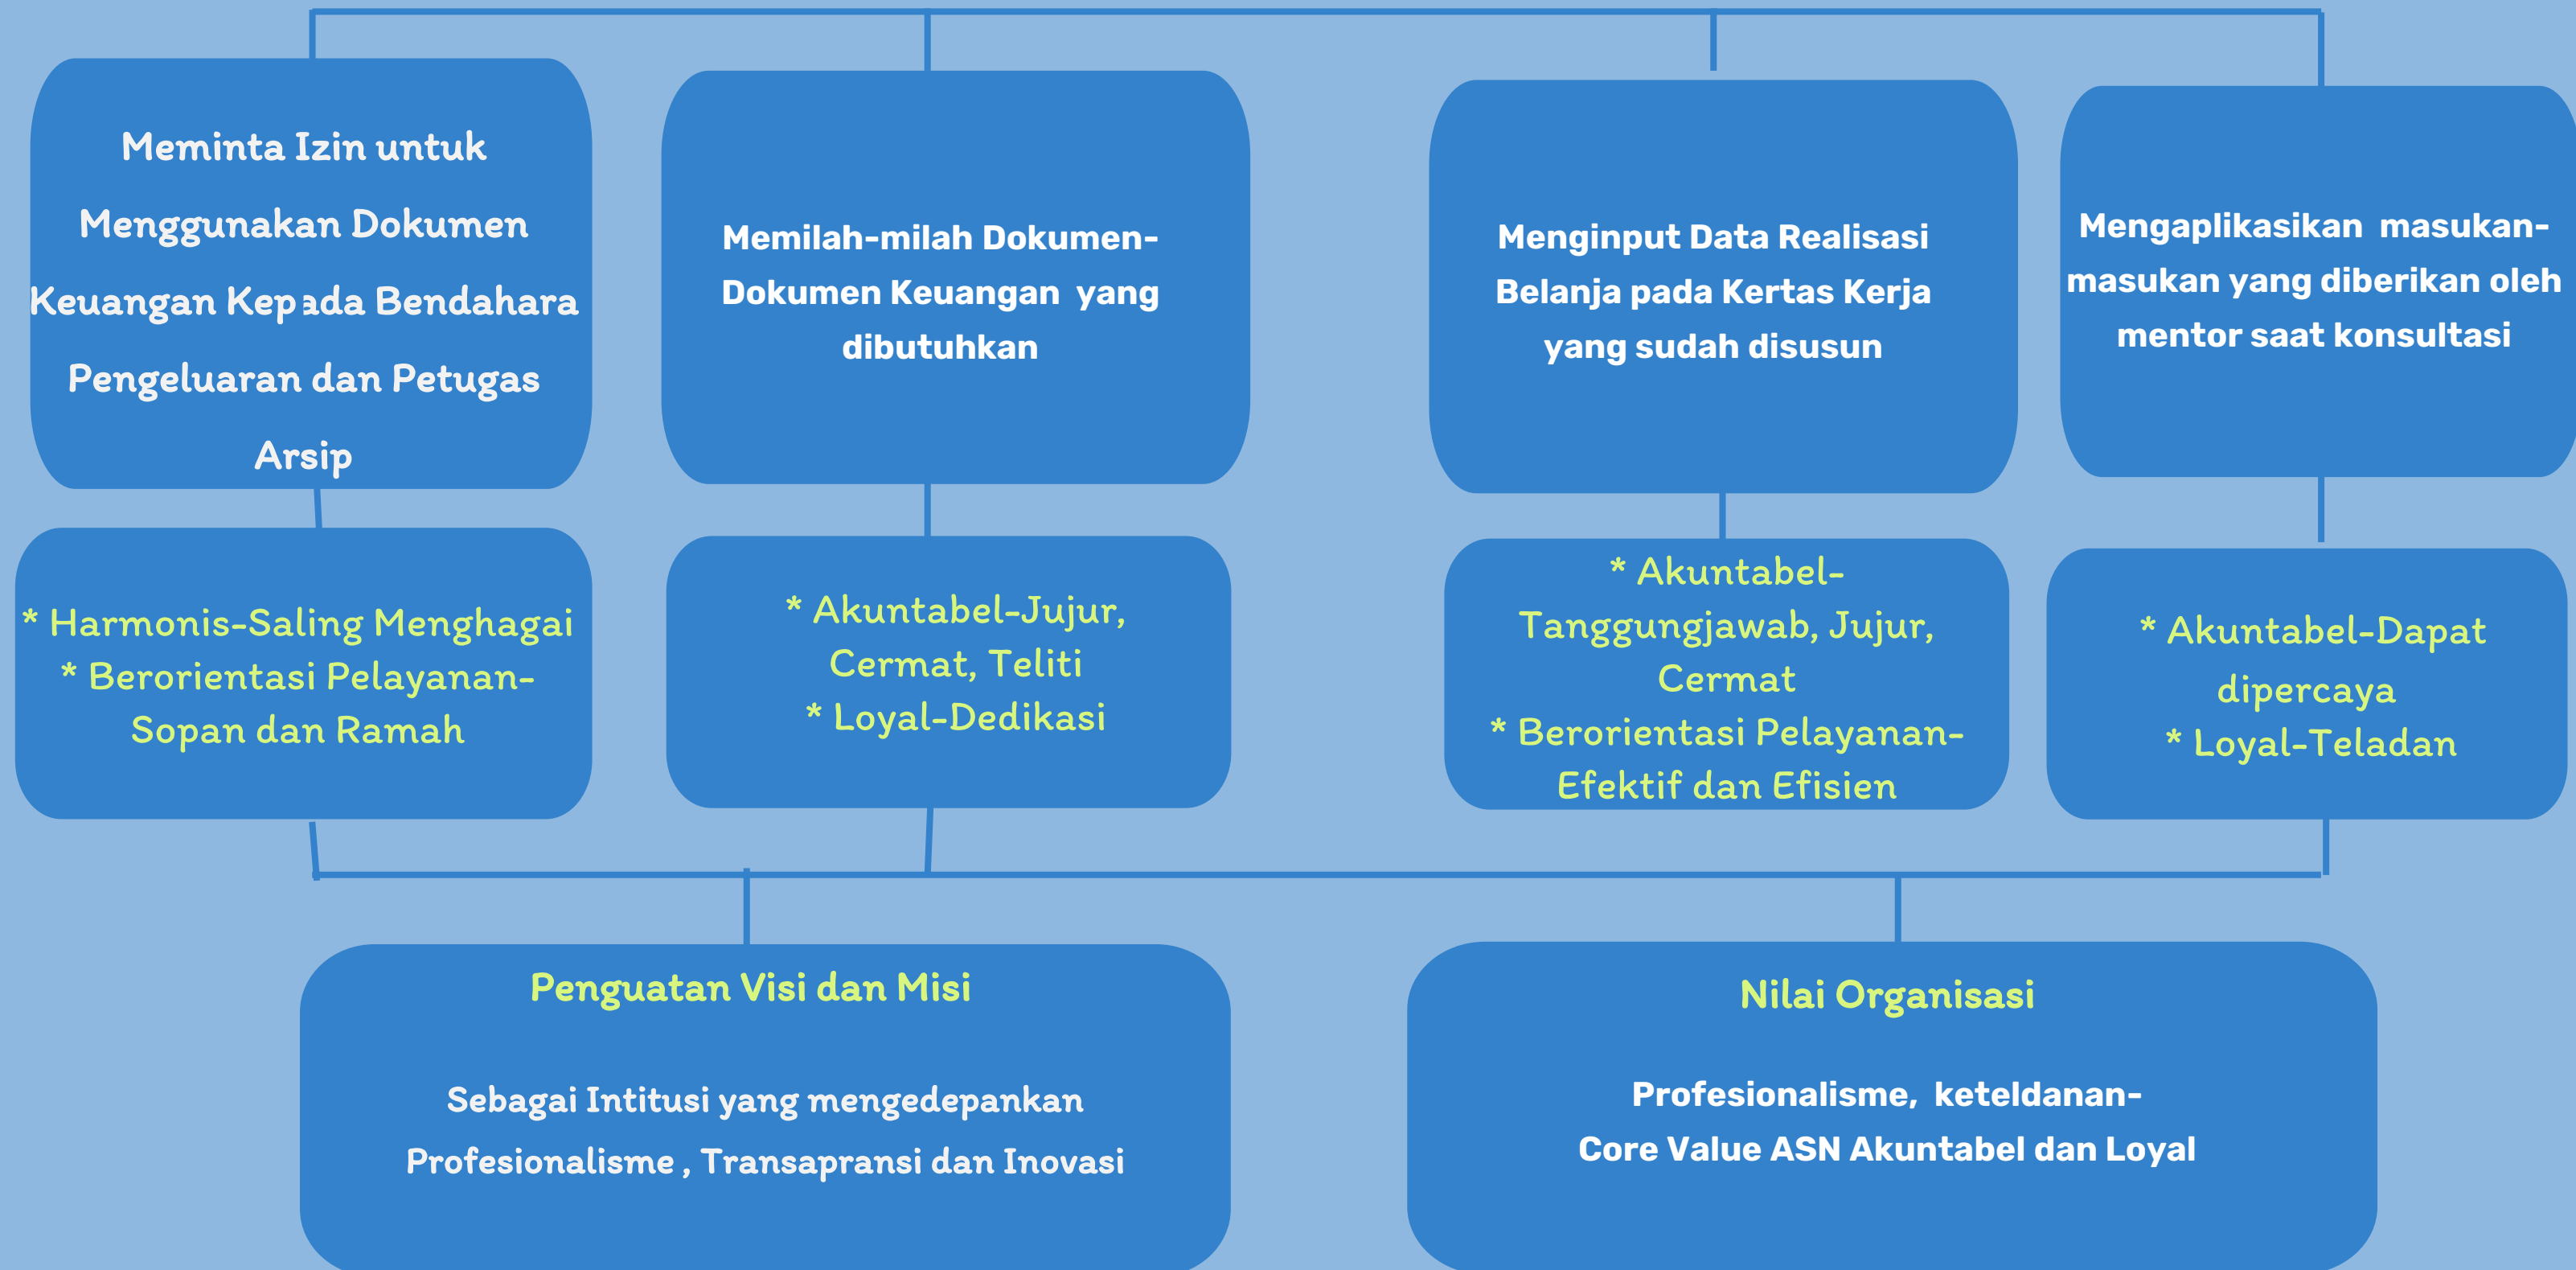 Meminta Izin untuk
Menggunakan Dokumen
Keuangan Kepada Bendahara
Pengeluaran dan Petugas
Arsip
Memilah-milah Dokumen-
Dokumen Keuangan yang
dibutuhkan
Menginput Data Realisasi
Belanja pada Kertas Kerja
yang sudah disusun
Mengaplikasikan masukan-
masukan yang diberikan oleh
mentor saat konsultasi
* Harmonis-Saling Menghagai
* Berorientasi Pelayanan-
Sopan dan Ramah
* Akuntabel-Jujur,
Cermat, Teliti
* Loyal-Dedikasi
* Akuntabel-
Tanggungjawab, Jujur,
Cermat
* Berorientasi Pelayanan-
Efektif dan Efisien
* Akuntabel-Dapat
dipercaya
* Loyal-Teladan
Penguatan Visi dan Misi
Sebagai Intitusi yang mengedepankan
Profesionalisme , Transapransi dan Inovasi
Nilai Organisasi
Profesionalisme, keteldanan-
Core Value ASN Akuntabel dan Loyal